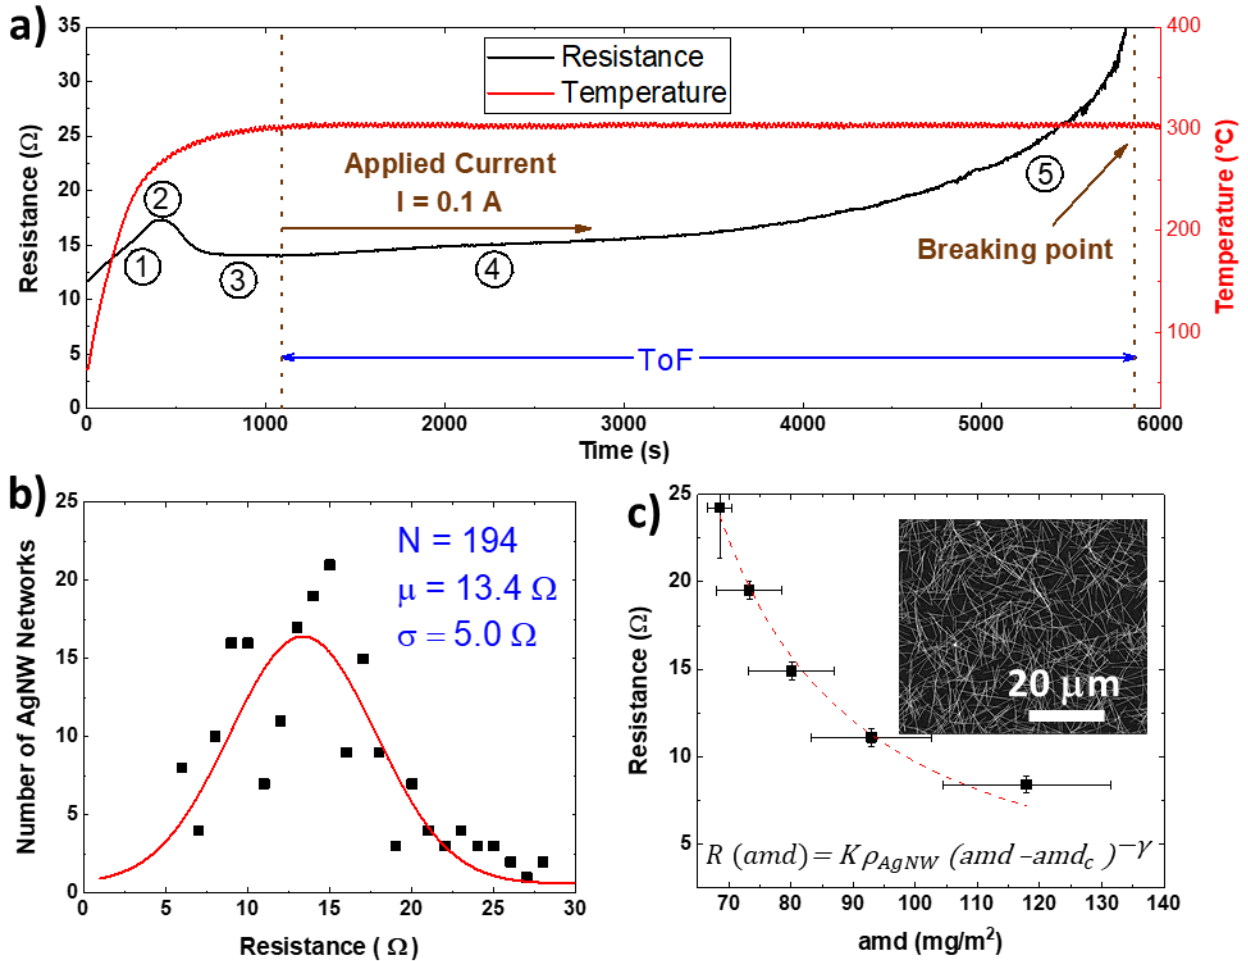 a)
35
30
25
20
15
10
5
0
Resistance (Ω)
400
300
200
100
Temperature (°C)
Resistance
Temperature
Applied Current
I = 0.1 A
1
2
3
4
5
Breaking point
ToF
0 1000 2000 3000 4000 5000 6000
Time (s)
b)
25
20
15
10
5
0
Number of AgNW Networks
N = 194
μ = 13.4 Ω
σ = 5.0 Ω
0 5 10 15 20 25 30
Resistance ( Ω)
c)
25
20
15
10
5
Resistance (Ω)
20 μm
R (amd) = Kρ_AgNW (amd – amd_c )^–γ
70 80 90 100 110 120 130 140
amd (mg/m²)